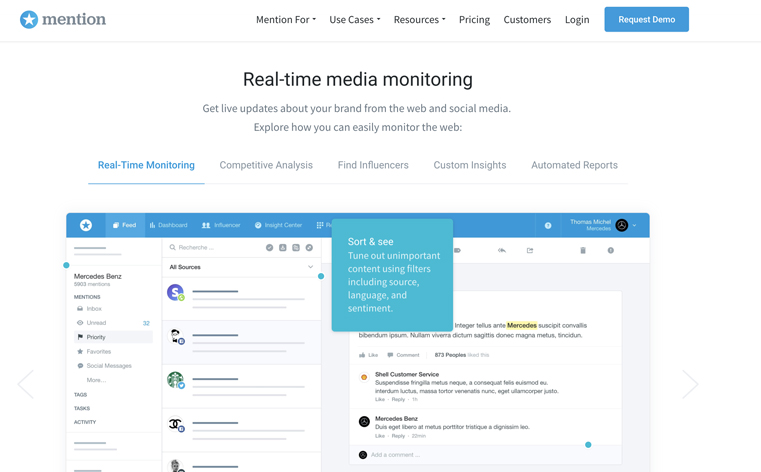 mention
Mention For
Use Cases
Resources
Pricing
Customers
Login
Request Demo
Real-time media monitoring
Get live updates about your brand from the web and social media.
Explore how you can easily monitor the web:
Real-Time Monitoring
Competitive Analysis
Find Influencers
Custom Insights
Automated Reports
Feed
Dashboard
Influencer
Insight Center
Thomas Michel
Mercedes
Recherche ...
All Sources
Mercedes Benz
5903 mentions
MENTIONS
Inbox
Unread 32
Priority
Favorites
Social Messages
More...
TAGS
TASKS
ACTIVITY
Sort & see
Tune out unimportant
content using filters
including source,
language, and
sentiment.
Integer tellus ante Mercedes suscipit convallis
bibendum ipsum. Nullam viverra dictum sagittis donec magna metus, tincidun.
Like Comment 873 Peoples liked this
Shell Customer Service
Suspendisse fringilla metus neque, a consequat felis euismod eu.
interdum luctus, massa tortor venenatis nunc, eget ullamcorper justo.
Like · Reply · 1h
Mercedes Benz
Duis eget libero at metus porttitor tristique a dignissim leo.
Like · Reply · 22min
Add a comment ...